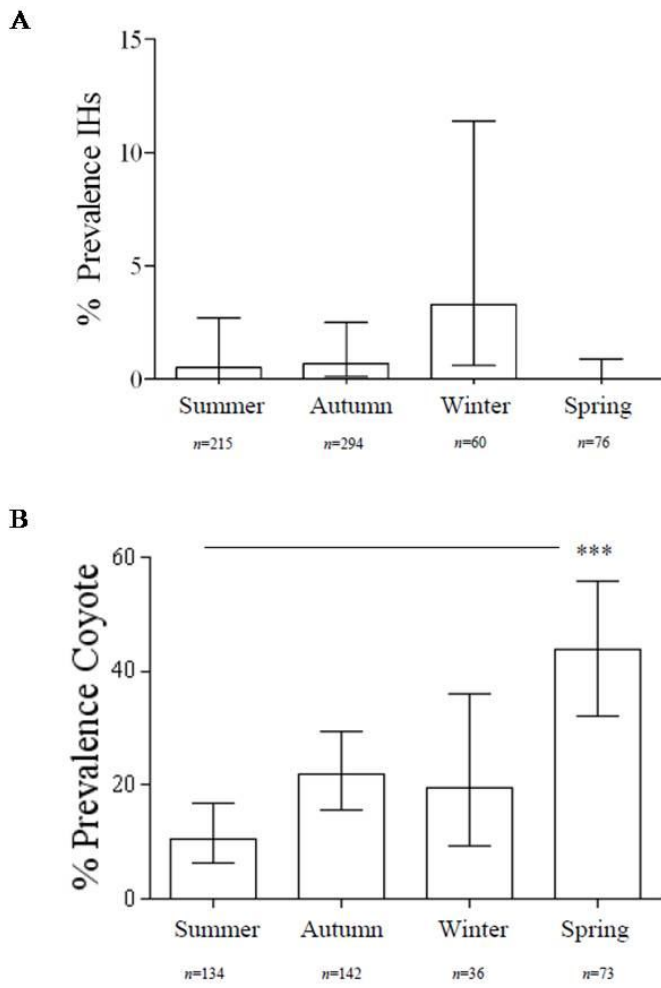 A
% Prevalence IHs
15
10
5
0
Summer Autumn Winter Spring
n=215 n=294 n=60 n=76
B
% Prevalence Coyote
60
***
40
20
0
Summer Autumn Winter Spring
n=134 n=142 n=36 n=73